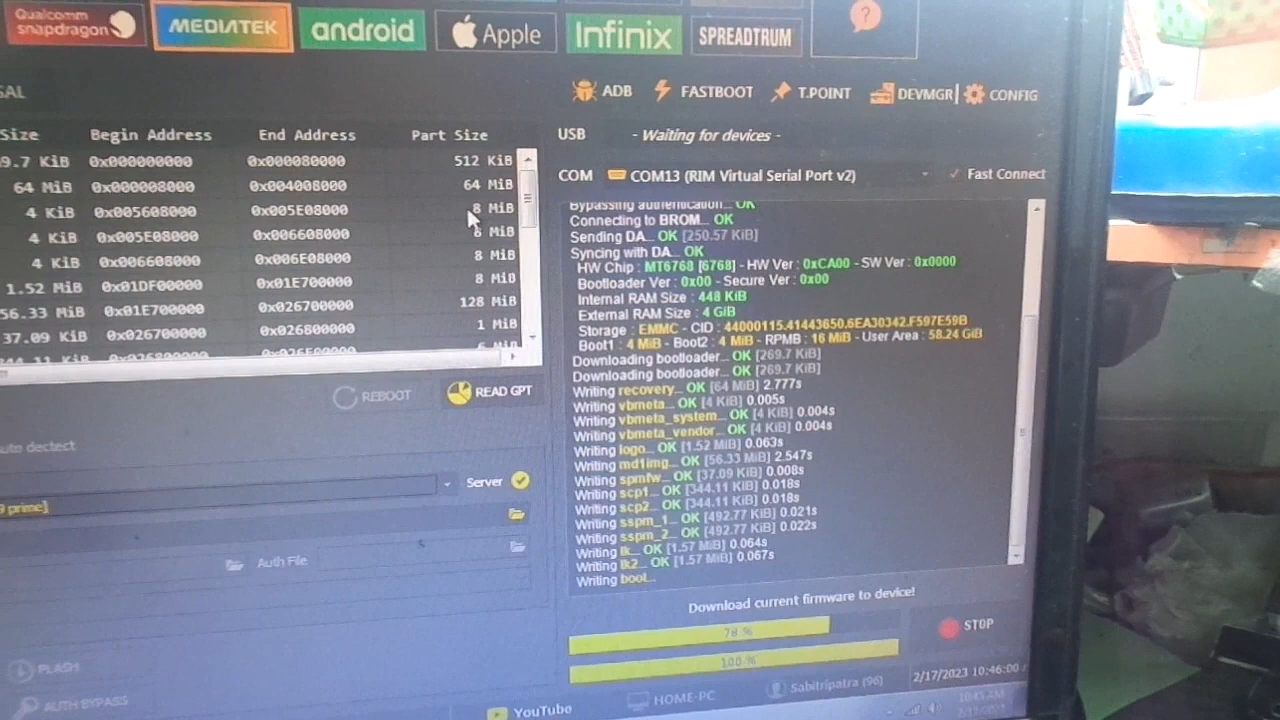 Qualcomm snapdragon MEDIATEK android Apple Infinix SPREADTRUM ?
ADB FASTBOOT T.POINT DEVMGR CONFIG
Size Begin Address End Address Part Size
9.7 KiB 0x000000000 0x000080000 512 KiB
64 MiB 0x000008000 0x004008000 64 MiB
4 KiB 0x005608000 0x005E08000 8 MiB
4 KiB 0x005E08000 0x006608000 MiB
4 KiB 0x006608000 0x006E08000 8 MiB
1.52 MiB 0x01DF00000 0x01E700000 8 MiB
56.33 MiB 0x01E700000 0x026700000 128 MiB
37.09 KiB 0x026700000 0x026800000 1 MiB
REBOOT READ GPT
Server
9 prime]
Auth File
FLASH
AUTH BYPASS
USB - Waiting for devices -
COM COM13 (RIM Virtual Serial Port v2) Fast Connect
Bypassing authentication... OK
Connecting to BROM... OK
Sending DA... OK [250.57 KiB]
Syncing with DA... OK
HW Chip : MT6768 [6768] - HW Ver : 0xCA00 - SW Ver : 0x0000
Bootloader Ver : 0x00 - Secure Ver : 0x00
Internal RAM Size : 448 KiB
External RAM Size : 4 GiB
Storage : EMMC - CID : 44000115.41443650.6EA30342.F597E59B
Boot1 : 4 MiB - Boot2 : 4 MiB - RPMB : 16 MiB - User Area : 58.24 GiB
Downloading bootloader... OK [269.7 KiB]
Downloading bootloader... OK [269.7 KiB]
Writing recovery... OK [64 MiB] 2.777s
Writing vbmeta... OK [4 KiB] 0.005s
Writing vbmeta_system... OK [4 KiB] 0.004s
Writing vbmeta_vendor... OK [4 KiB] 0.004s
Writing logo... OK [1.52 MiB] 0.063s
Writing md1img... OK [56.33 MiB] 2.547s
Writing spmfw... OK [37.09 KiB] 0.008s
Writing scp1... OK [344.11 KiB] 0.018s
Writing scp2... OK [344.11 KiB] 0.018s
Writing sspm_1... OK [492.77 KiB] 0.021s
Writing sspm_2... OK [492.77 KiB] 0.022s
Writing lk... OK [1.57 MiB] 0.064s
Writing lk2... OK [1.57 MiB] 0.067s
Writing boot...
Download current firmware to device!
78 %
100 %
STOP
YouTube HOME-PC Sabitripatra (96) 2/17/2023 10:46:00